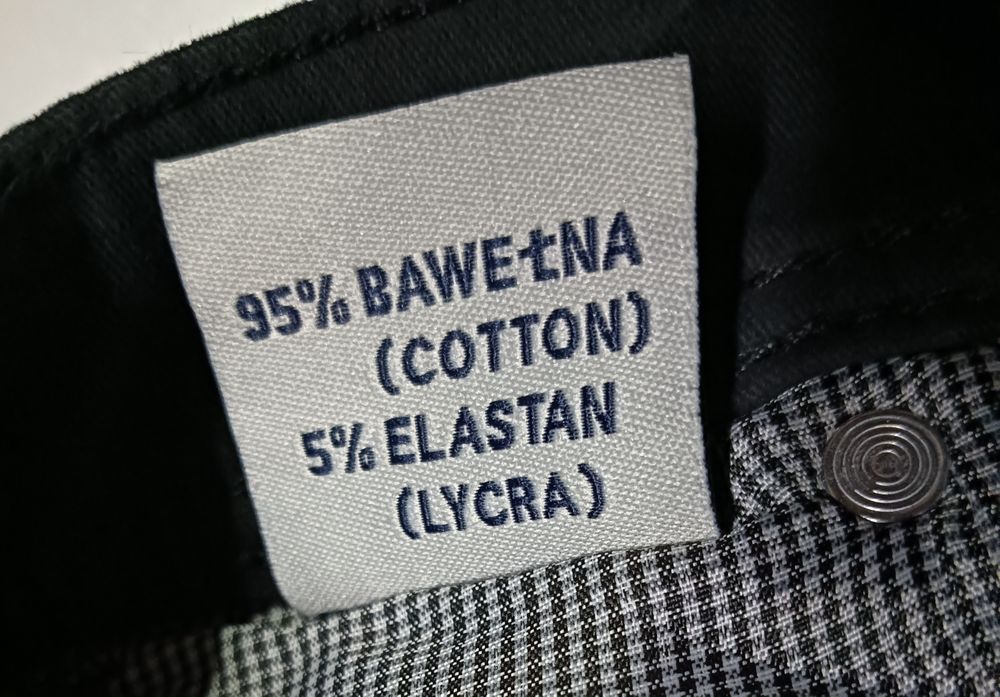 95% BAWEłNA
(COTTON)
5% ELASTAN
(LYCRA)